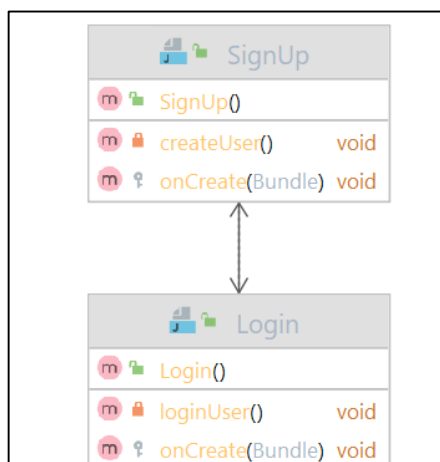 SignUp
SignUp()
createUser() void
onCreate(Bundle) void
Login
Login()
loginUser() void
onCreate(Bundle) void